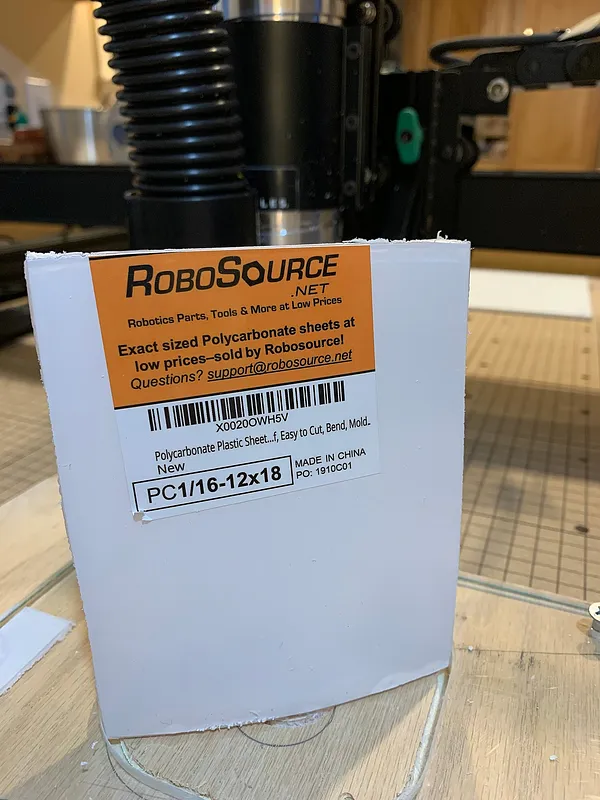 ROBOSOURCE
.NET
Robotics Parts, Tools & More at Low Prices
Exact sized Polycarbonate sheets at
low prices–sold by Robosource!
Questions? support@robosource.net
X0020OWH5V
Polycarbonate Plastic Sheet...f, Easy to Cut, Bend, Mold..
New
PC1/16-12x18
MADE IN CHINA
PO: 1910C01